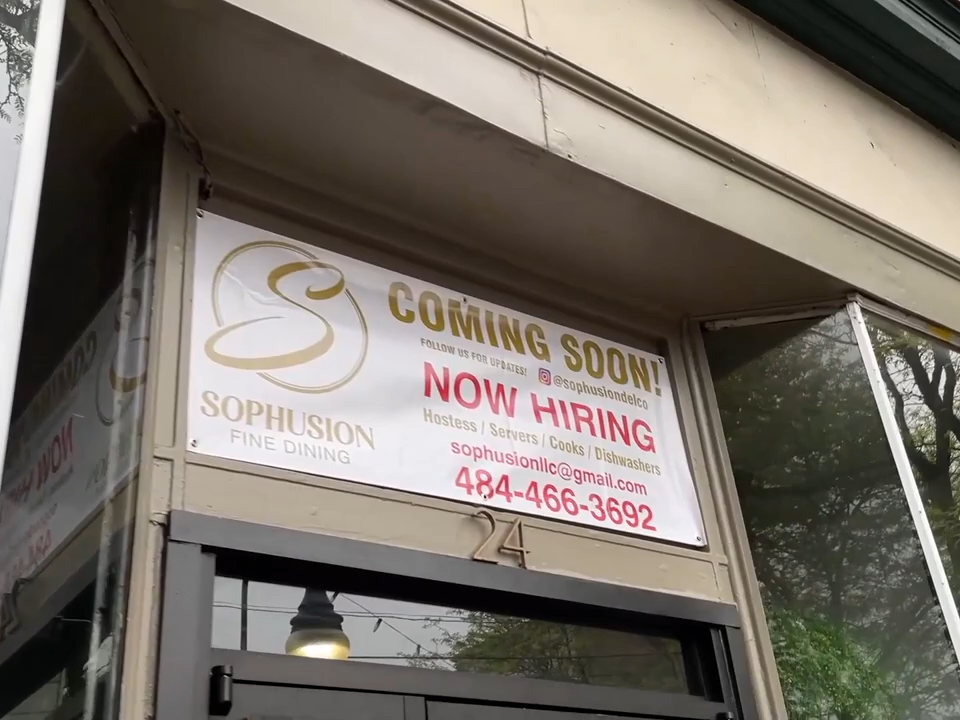 S
SOPHUSION
FINE DINING
COMING SOON!
FOLLOW US FOR UPDATES! @sophusiondelco
NOW HIRING
Hostess / Servers / Cooks / Dishwashers
sophusionllc@gmail.com
484-466-3692
24